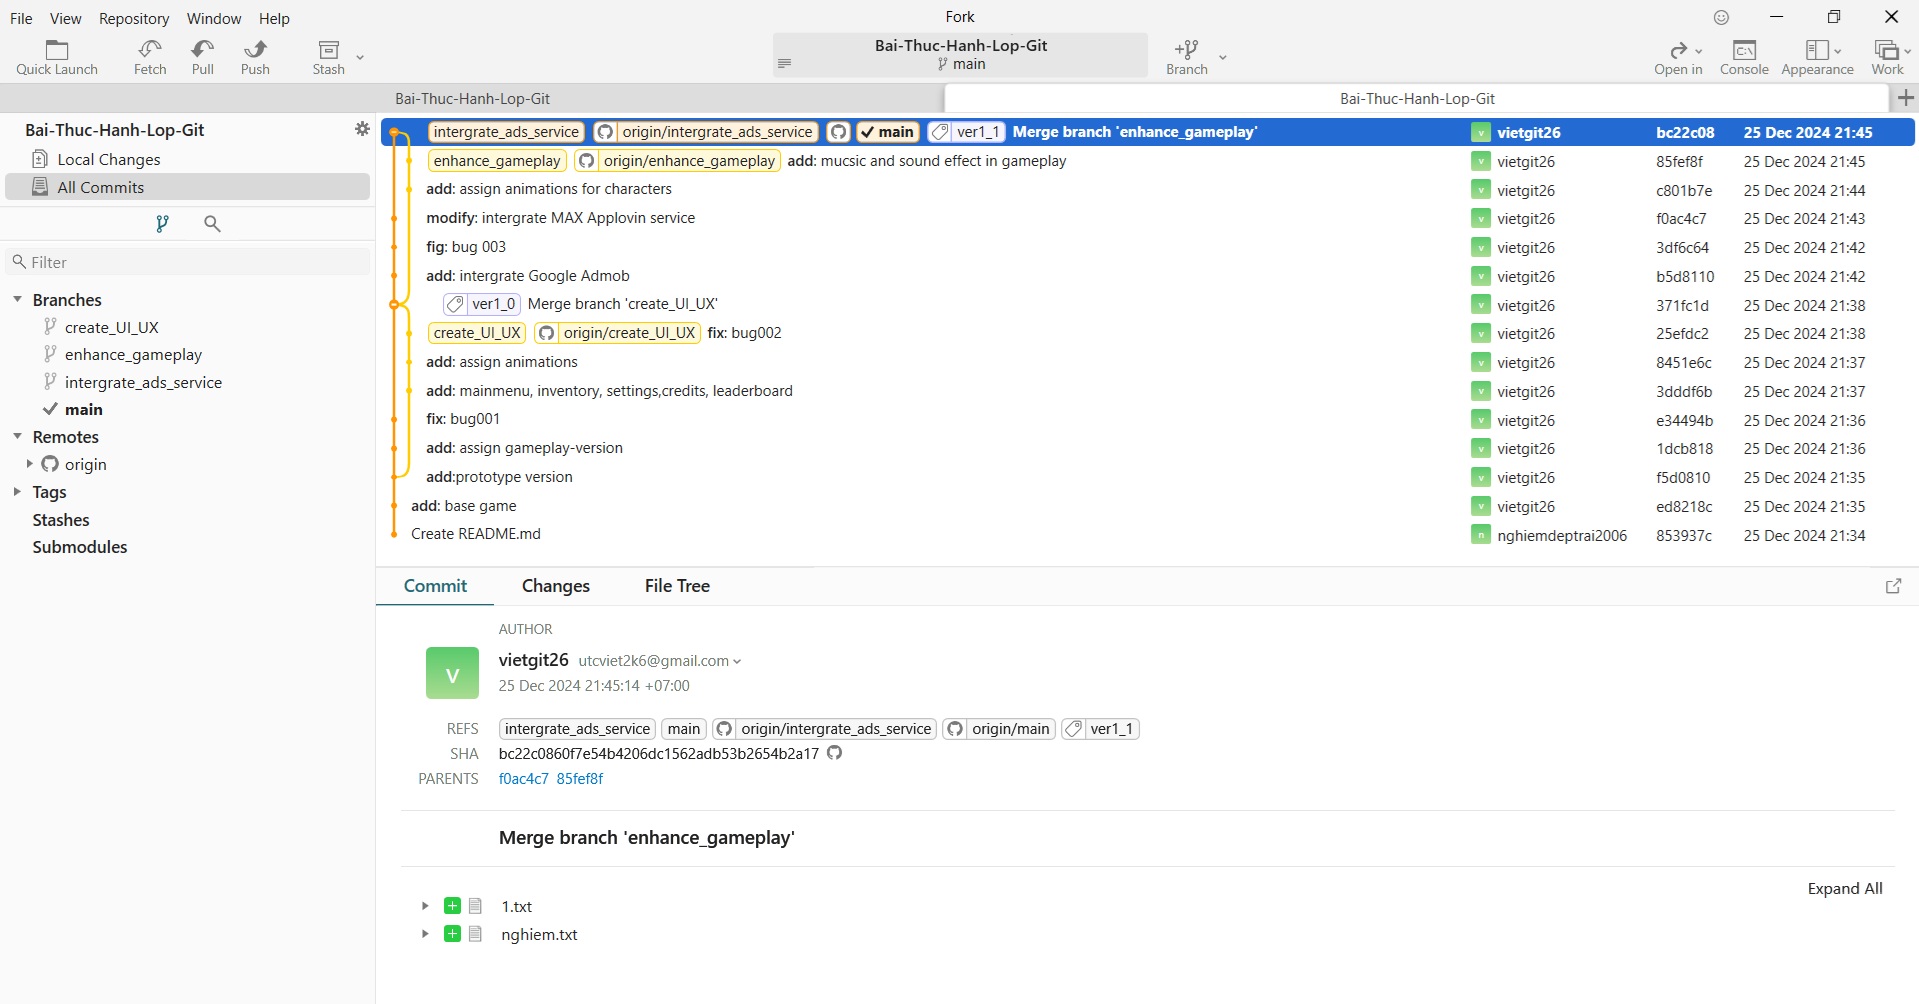 File View Repository Window Help
Fork
Quick Launch Fetch Pull Push Stash
Bai-Thuc-Hanh-Lop-Git
main
Branch
Open in Console Appearance Work
Bai-Thuc-Hanh-Lop-Git
Bai-Thuc-Hanh-Lop-Git
Bai-Thuc-Hanh-Lop-Git
Local Changes
All Commits
Filter
Branches
create_UI_UX
enhance_gameplay
intergrate_ads_service
main
Remotes
origin
Tags
Stashes
Submodules
intergrate_ads_service origin/intergrate_ads_service main ver1_1 Merge branch 'enhance_gameplay' v vietgit26 bc22c08 25 Dec 2024 21:45
enhance_gameplay origin/enhance_gameplay add: mucsic and sound effect in gameplay v vietgit26 85fef8f 25 Dec 2024 21:45
add: assign animations for characters v vietgit26 c801b7e 25 Dec 2024 21:44
modify: intergrate MAX Applovin service v vietgit26 f0ac4c7 25 Dec 2024 21:43
fig: bug 003 v vietgit26 3df6c64 25 Dec 2024 21:42
add: intergrate Google Admob v vietgit26 b5d8110 25 Dec 2024 21:42
ver1_0 Merge branch 'create_UI_UX' v vietgit26 371fc1d 25 Dec 2024 21:38
create_UI_UX origin/create_UI_UX fix: bug002 v vietgit26 25efdc2 25 Dec 2024 21:38
add: assign animations v vietgit26 8451e6c 25 Dec 2024 21:37
add: mainmenu, inventory, settings,credits, leaderboard v vietgit26 3dddf6b 25 Dec 2024 21:37
fix: bug001 v vietgit26 e34494b 25 Dec 2024 21:36
add: assign gameplay-version v vietgit26 1dcb818 25 Dec 2024 21:36
add:prototype version v vietgit26 f5d0810 25 Dec 2024 21:35
add: base game v vietgit26 ed8218c 25 Dec 2024 21:35
Create README.md n nghiemdeptrai2006 853937c 25 Dec 2024 21:34
Commit Changes File Tree
AUTHOR
V
vietgit26 utcviet2k6@gmail.com
25 Dec 2024 21:45:14 +07:00
REFS intergrate_ads_service main origin/intergrate_ads_service origin/main ver1_1
SHA bc22c0860f7e54b4206dc1562adb53b2654b2a17
PARENTS f0ac4c7 85fef8f
Merge branch 'enhance_gameplay'
Expand All
1.txt
nghiem.txt